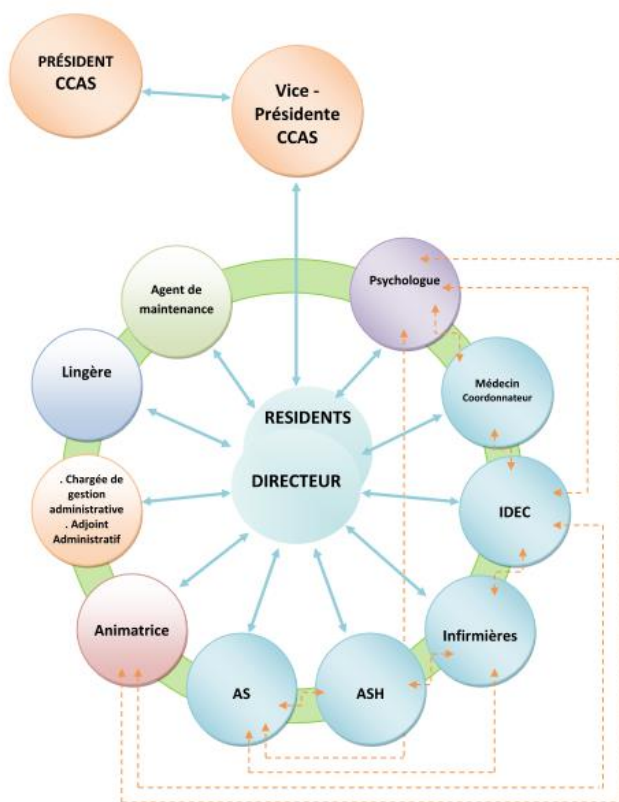 PRÉSIDENT
CCAS
Vice -
Présidente
CCAS
Psychologue
Agent de
maintenance
Lingère
Médecin
Coordonnateur
RESIDENTS
DIRECTEUR
. Chargée de
gestion
administrative
. Adjoint
Administratif
IDEC
Animatrice
Infirmières
AS
ASH